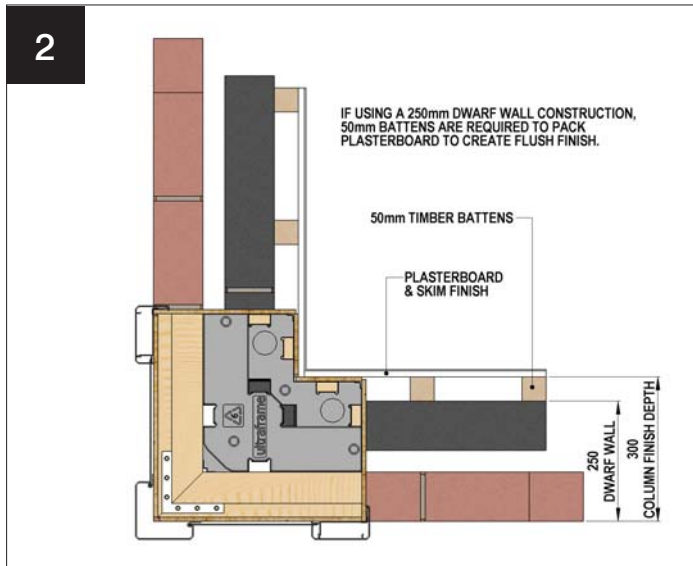 2
IF USING A 250mm DWARF WALL CONSTRUCTION,
50mm BATTENS ARE REQUIRED TO PACK
PLASTERBOARD TO CREATE FLUSH FINISH.
50mm TIMBER BATTENS
PLASTERBOARD
& SKIM FINISH
ultraframe
250
DWARF WALL
300
COLUMN FINISH DEPTH